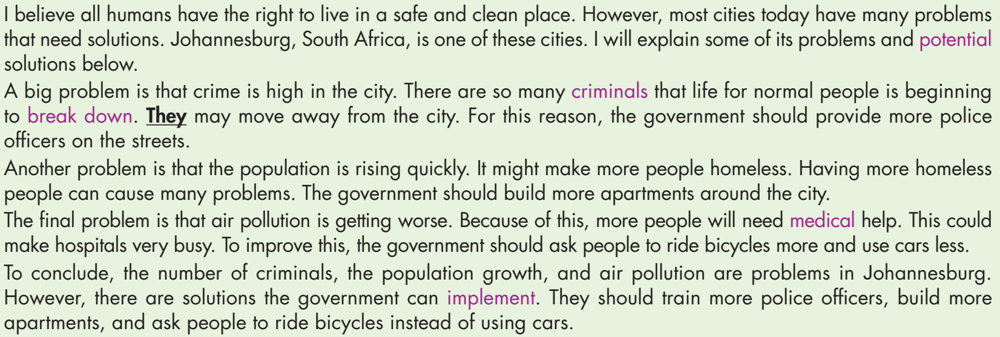 I believe all humans have the right to live in a safe and clean place. However, most cities today have many problems
that need solutions. Johannesburg, South Africa, is one of these cities. I will explain some of its problems and potential
solutions below.
A big problem is that crime is high in the city. There are so many criminals that life for normal people is beginning
to break down. They may move away from the city. For this reason, the government should provide more police
officers on the streets.
Another problem is that the population is rising quickly. It might make more people homeless. Having more homeless
people can cause many problems. The government should build more apartments around the city.
The final problem is that air pollution is getting worse. Because of this, more people will need medical help. This could
make hospitals very busy. To improve this, the government should ask people to ride bicycles more and use cars less.
To conclude, the number of criminals, the population growth, and air pollution are problems in Johannesburg.
However, there are solutions the government can implement. They should train more police officers, build more
apartments, and ask people to ride bicycles instead of using cars.